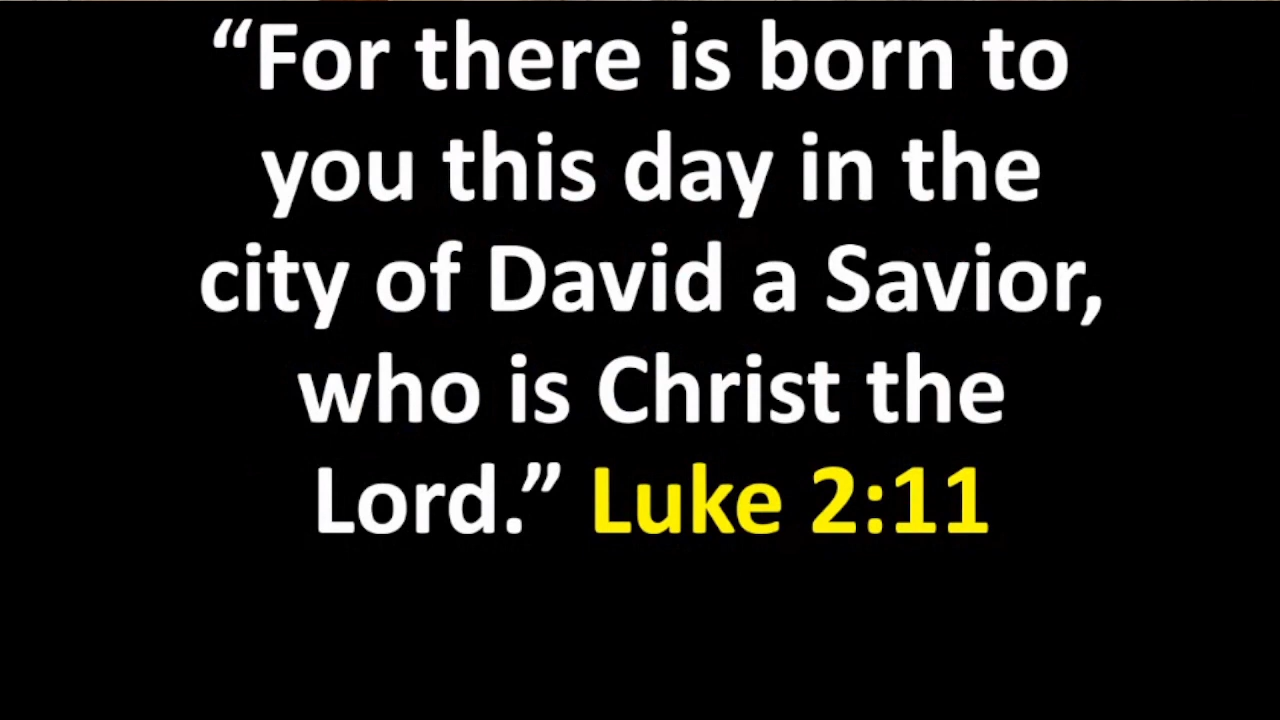 “For there is born to
you this day in the
city of David a Savior,
who is Christ the
Lord.” Luke 2:11